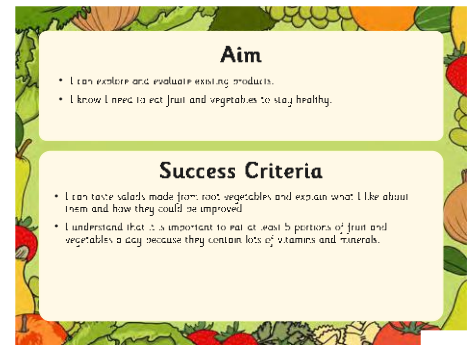 Aim
• I can explore and evaluate existing products.
• I know I need to eat fruit and vegetables to stay healthy.
Success Criteria
• I can taste salads made from root vegetables and explain what I like about
them and how they could be improved
• I understand that it is important to eat at least 5 portions of fruit and
vegetables a day because they contain lots of vitamins and minerals.